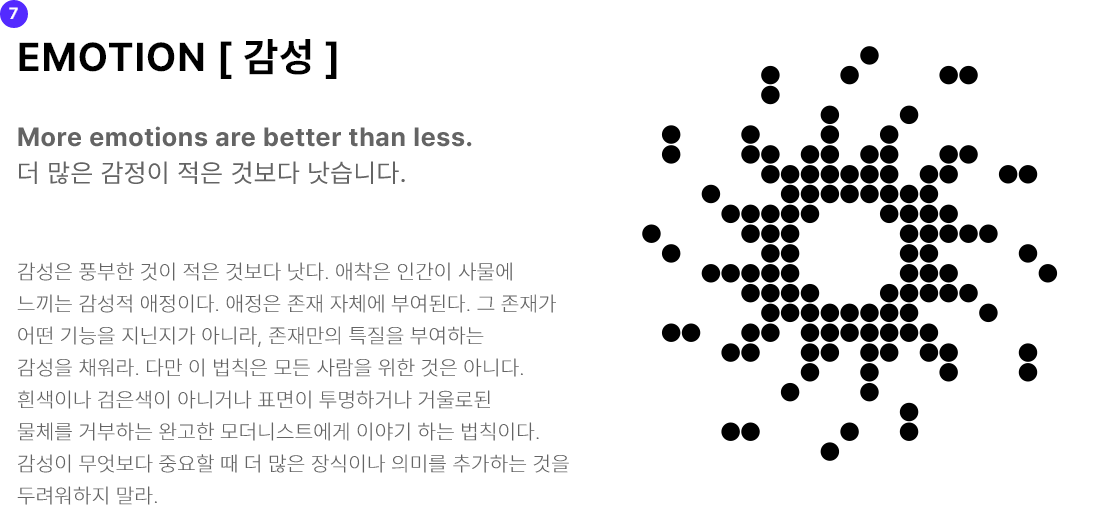 7
EMOTION [ 감성 ]
More emotions are better than less.
더 많은 감정이 적은 것보다 낫습니다.
감성은 풍부한 것이 적은 것보다 낫다. 애착은 인간이 사물에
느끼는 감성적 애정이다. 애정은 존재 자체에 부여된다. 그 존재가
어떤 기능을 지닌지가 아니라, 존재만의 특질을 부여하는
감성을 채워라. 다만 이 법칙은 모든 사람을 위한 것은 아니다.
흰색이나 검은색이 아니거나 표면이 투명하거나 거울로된
물체를 거부하는 완고한 모더니스트에게 이야기 하는 법칙이다.
감성이 무엇보다 중요할 때 더 많은 장식이나 의미를 추가하는 것을
두려워하지 말라.